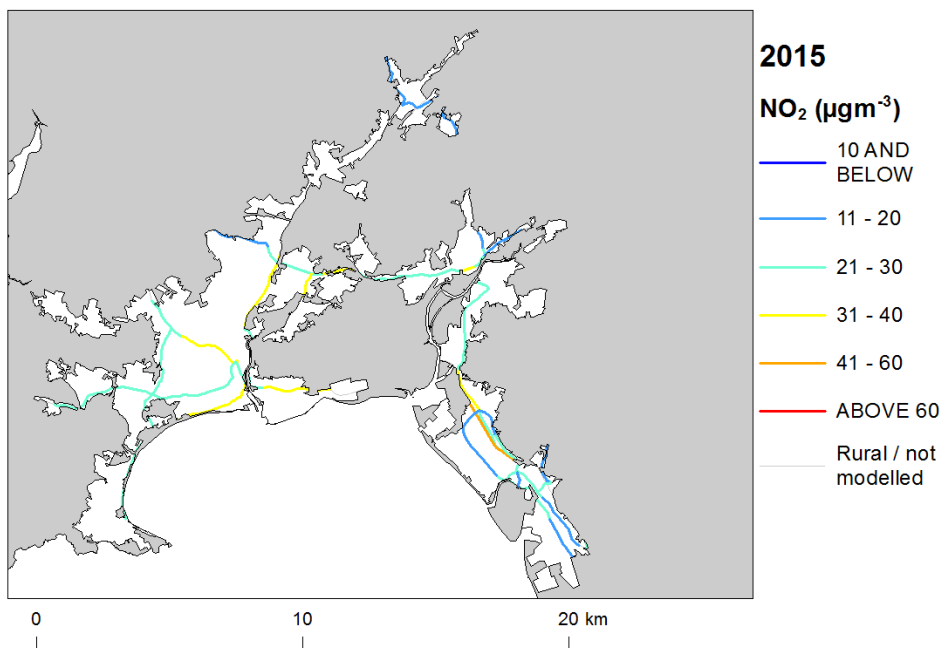 2015
NO₂ (µgm⁻³)
10 AND
BELOW
11 - 20
21 - 30
31 - 40
41 - 60
ABOVE 60
Rural / not
modelled
0 10 20 km